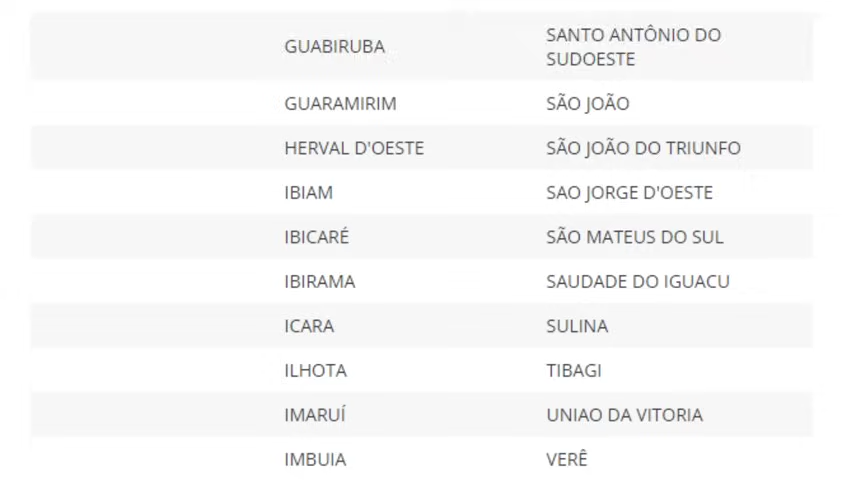 GUABIRUBA
SANTO ANTÔNIO DO
SUDOESTE
GUARAMIRIM
SÃO JOÃO
HERVAL D'OESTE
SÃO JOÃO DO TRIUNFO
IBIAM
SAO JORGE D'OESTE
IBICARÉ
SÃO MATEUS DO SUL
IBIRAMA
SAUDADE DO IGUACU
ICARA
SULINA
ILHOTA
TIBAGI
IMARUÍ
UNIAO DA VITORIA
IMBUIA
VERÊ